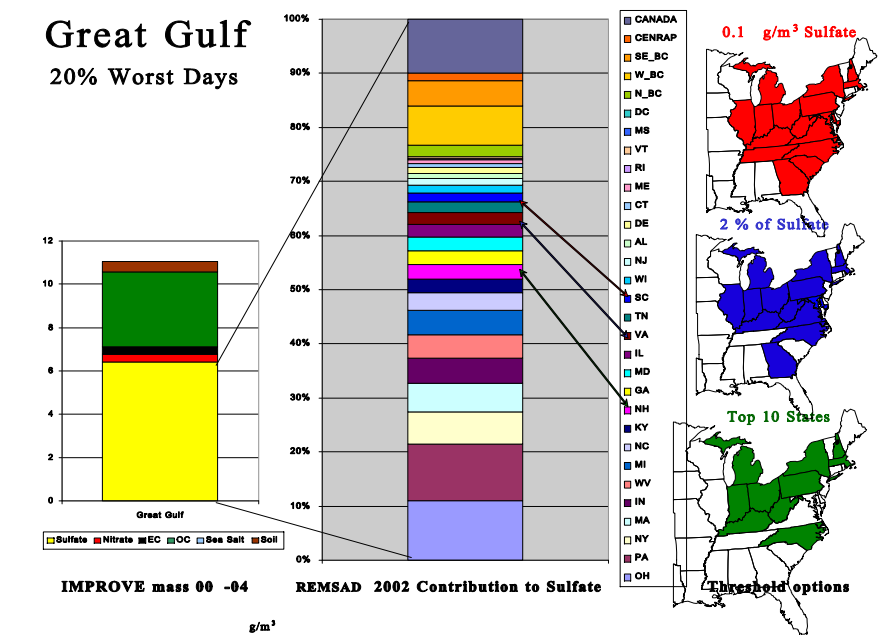 Great Gulf
20% Worst Days
12
10
8
6
4
2
0
Great Gulf
Sulfate Nitrate EC OC Sea Salt Soil
IMPROVE mass 00 -04
g/m³
100%
90%
80%
70%
60%
50%
40%
30%
20%
10%
0%
REMSAD 2002 Contribution to Sulfate
CANADA
CENRAP
SE_BC
W_BC
N_BC
DC
MS
VT
RI
ME
CT
DE
AL
NJ
WI
SC
TN
VA
IL
MD
GA
NH
KY
NC
MI
WV
IN
MA
NY
PA
OH
0.1 g/m³ Sulfate
2 % of Sulfate
Top 10 States
Threshold options